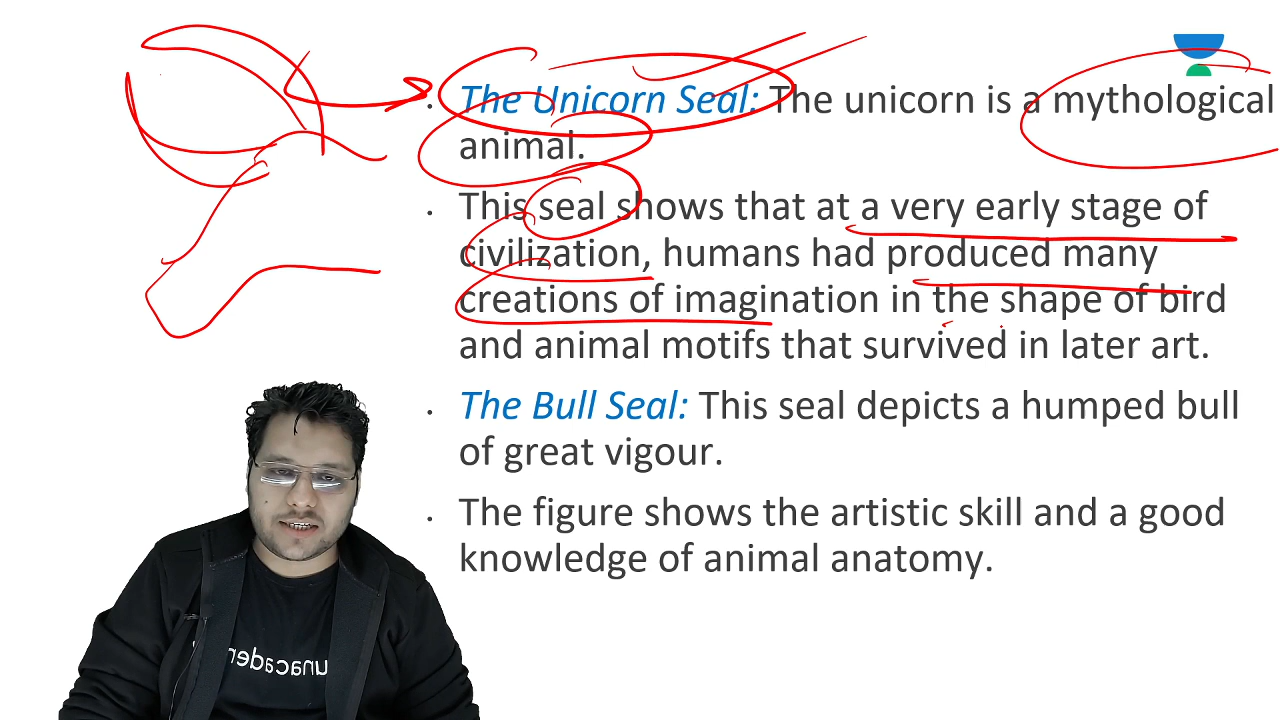 The Unicorn Seal: The unicorn is a mythological
animal.
This seal shows that at a very early stage of
civilization, humans had produced many
creations of imagination in the shape of bird
and animal motifs that survived in later art.
The Bull Seal: This seal depicts a humped bull
of great vigour.
The figure shows the artistic skill and a good
knowledge of animal anatomy.
unacadem